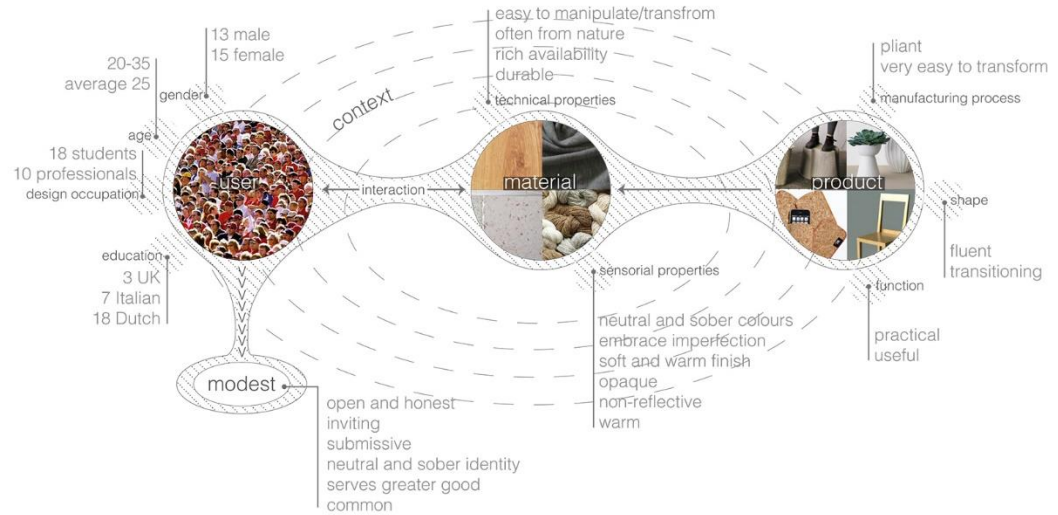 13 male
15 female
20-35
average 25
gender
age
18 students
10 professionals
design occupation
education
3 UK
7 Italian
18 Dutch
user
context
interaction
easy to manipulate/transfrom
often from nature
rich availability
durable
technical properties
material
sensorial properties
neutral and sober colours
embrace imperfection
soft and warm finish
opaque
non-reflective
warm
pliant
very easy to transform
manufacturing process
product
shape
fluent
transitioning
function
practical
useful
modest
open and honest
inviting
submissive
neutral and sober identity
serves greater good
common